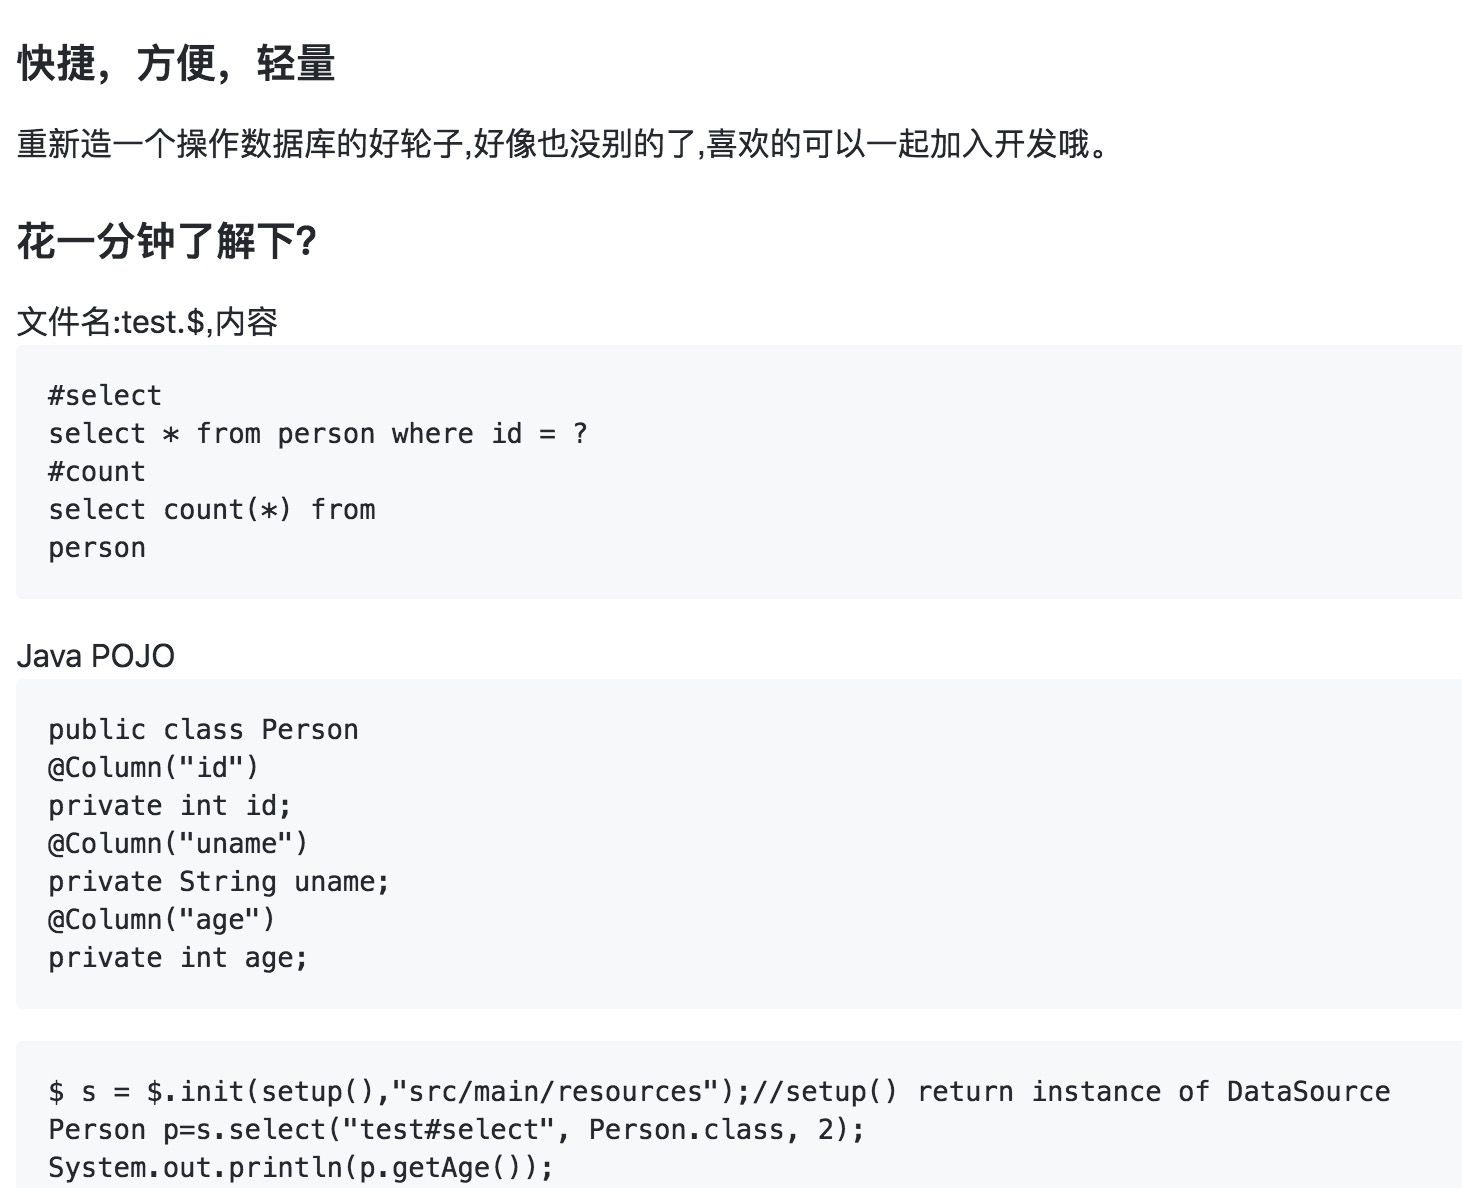 快捷，方便，轻量
重新造一个操作数据库的好轮子,好像也没别的了,喜欢的可以一起加入开发哦。
花一分钟了解下?
文件名:test.$,内容
#select
select * from person where id = ?
#count
select count(*) from
person
Java POJO
public class Person
@Column("id")
private int id;
@Column("uname")
private String uname;
@Column("age")
private int age;
$ s = $.init(setup(),"src/main/resources");//setup() return instance of DataSource
Person p=s.select("test#select", Person.class, 2);
System.out.println(p.getAge());